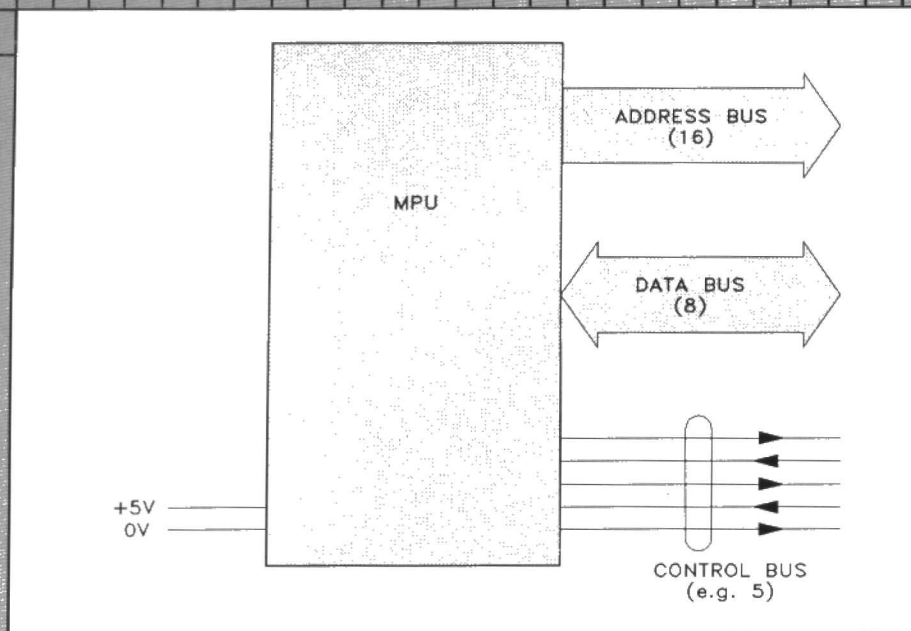 ADDRESS BUS
(16)
MPU
DATA BUS
(8)
+5V
0V
CONTROL BUS
(e.g. 5)